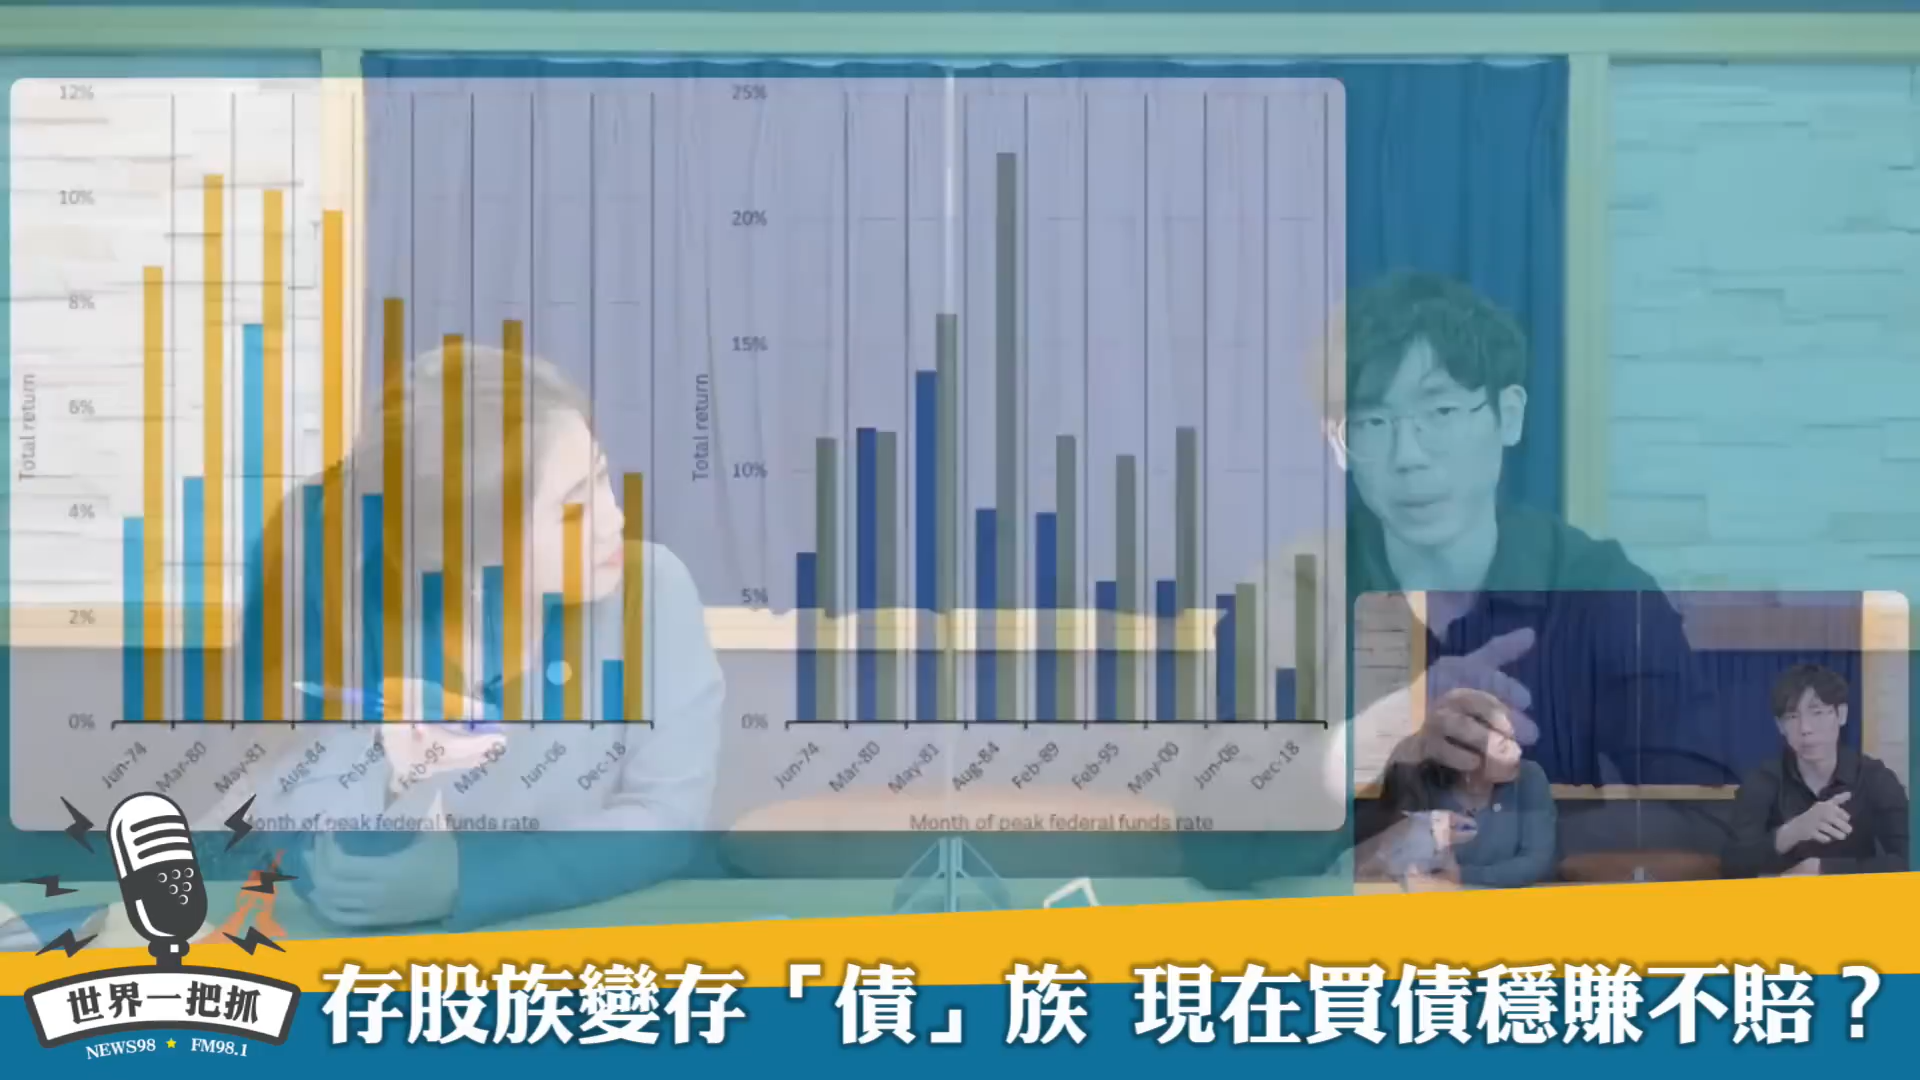 12%
10%
8%
6%
4%
2%
0%
Total return
Jun-74
Mar-80
May-81
Aug-84
Feb-89
Feb-95
May-00
Jun-06
Dec-18
Month of peak federal funds rate
25%
20%
15%
10%
5%
0%
Total return
Jun-74
Mar-80
May-81
Aug-84
Feb-89
Feb-95
May-00
Jun-06
Dec-18
Month of peak federal funds rate
世界一把抓
NEWS98 ★ FM98.1
存股族變存「債」族 現在買債穩賺不賠？